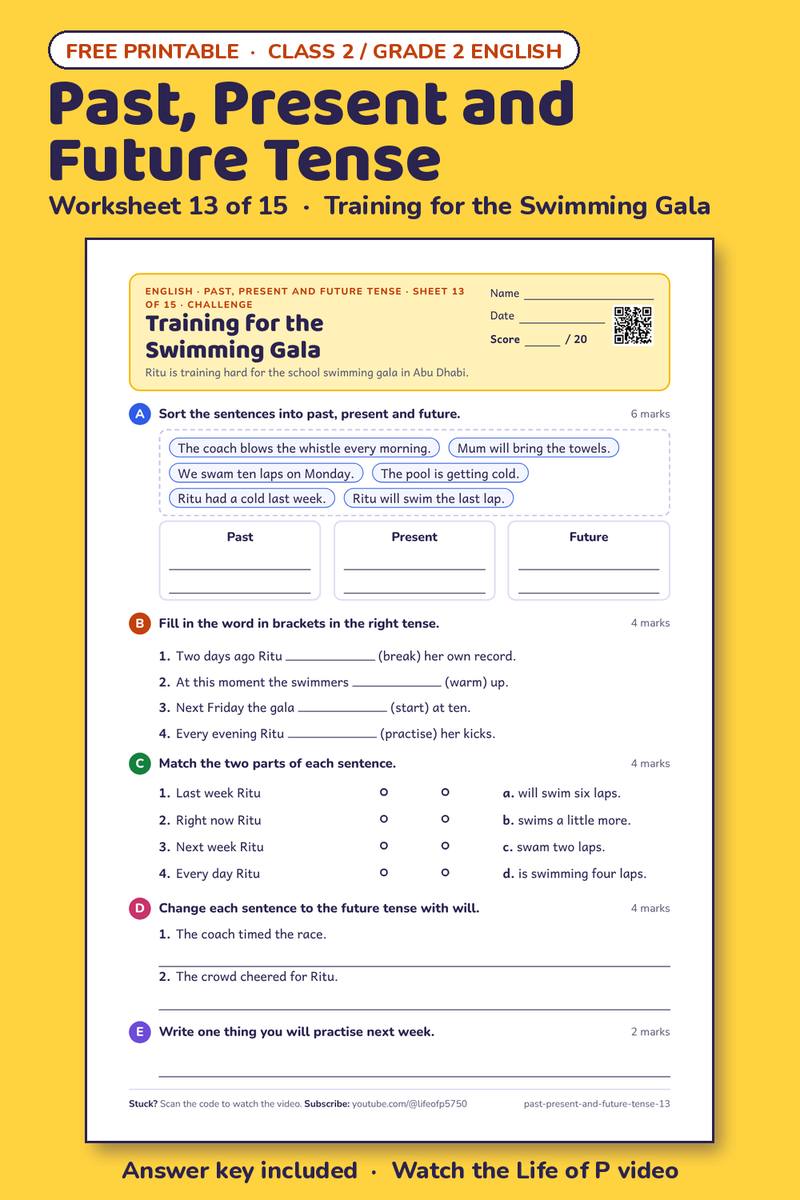 FREE PRINTABLE · CLASS 2 / GRADE 2 ENGLISH
Past, Present and
Future Tense
Worksheet 13 of 15 · Training for the Swimming Gala
ENGLISH · PAST, PRESENT AND FUTURE TENSE · SHEET 13
OF 15 · CHALLENGE
Training for the
Swimming Gala
Ritu is training hard for the school swimming gala in Abu Dhabi.
Name ____________
Date ____________
Score ______ / 20
A Sort the sentences into past, present and future. 6 marks
The coach blows the whistle every morning. Mum will bring the towels.
We swam ten laps on Monday. The pool is getting cold.
Ritu had a cold last week. Ritu will swim the last lap.
Past Present Future
B Fill in the word in brackets in the right tense. 4 marks
1. Two days ago Ritu ____________ (break) her own record.
2. At this moment the swimmers ____________ (warm) up.
3. Next Friday the gala ____________ (start) at ten.
4. Every evening Ritu ____________ (practise) her kicks.
C Match the two parts of each sentence. 4 marks
1. Last week Ritu a. will swim six laps.
2. Right now Ritu b. swims a little more.
3. Next week Ritu c. swam two laps.
4. Every day Ritu d. is swimming four laps.
D Change each sentence to the future tense with will. 4 marks
1. The coach timed the race.
2. The crowd cheered for Ritu.
E Write one thing you will practise next week. 2 marks
Stuck? Scan the code to watch the video. Subscribe: youtube.com/@lifeofp5750 past-present-and-future-tense-13
Answer key included · Watch the Life of P video